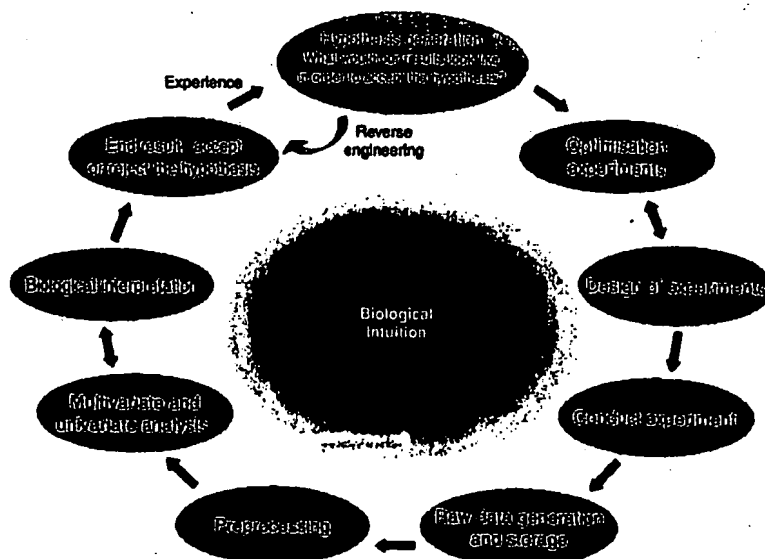 Hypothesis generation
What would our results look like
in order to accept the hypothesis?
Experience
Reverse
engineering
End result: accept
or reject the hypothesis
Optimisation
experiments
Biological interpretation
Biological
Intuition
Design of experiments
Multivariate and
univariate analysis
Conduct experiment
Preprocessing
Raw data generation
and storage